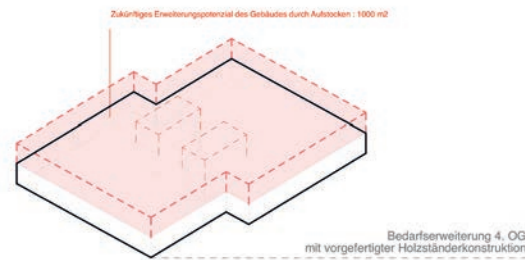 Zukünftiges Erweiterungspotenzial des Gebäudes durch Aufstocken : 1000 m2
Bedarfserweiterung 4. OG
mit vorgefertigter Holzständerkonstruktion